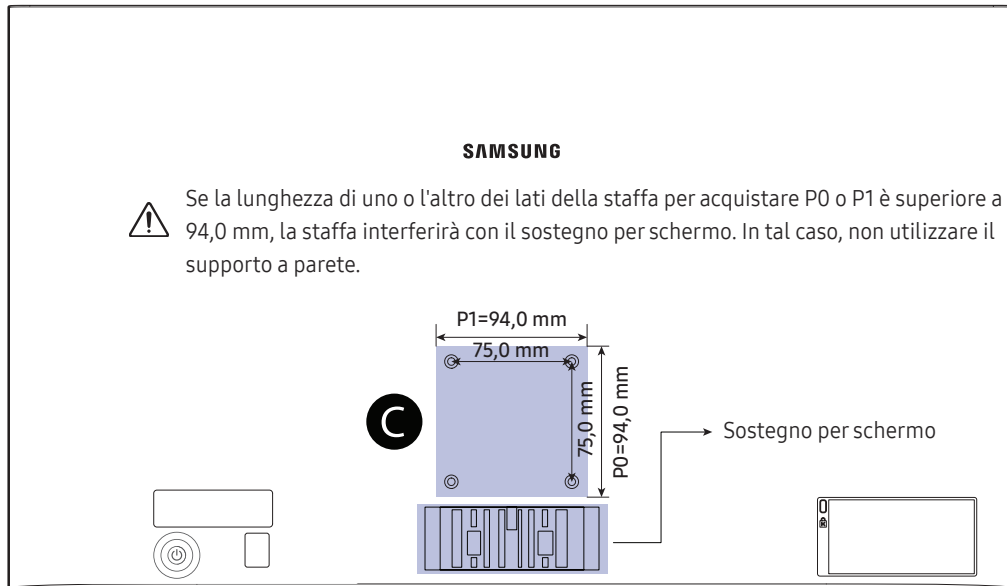 SAMSUNG
Se la lunghezza di uno o l'altro dei lati della staffa per acquistare P0 o P1 è superiore a
94,0 mm, la staffa interferirà con il sostegno per schermo. In tal caso, non utilizzare il
supporto a parete.
P1=94,0 mm
75,0 mm
75,0 mm
P0=94,0 mm
C
Sostegno per schermo